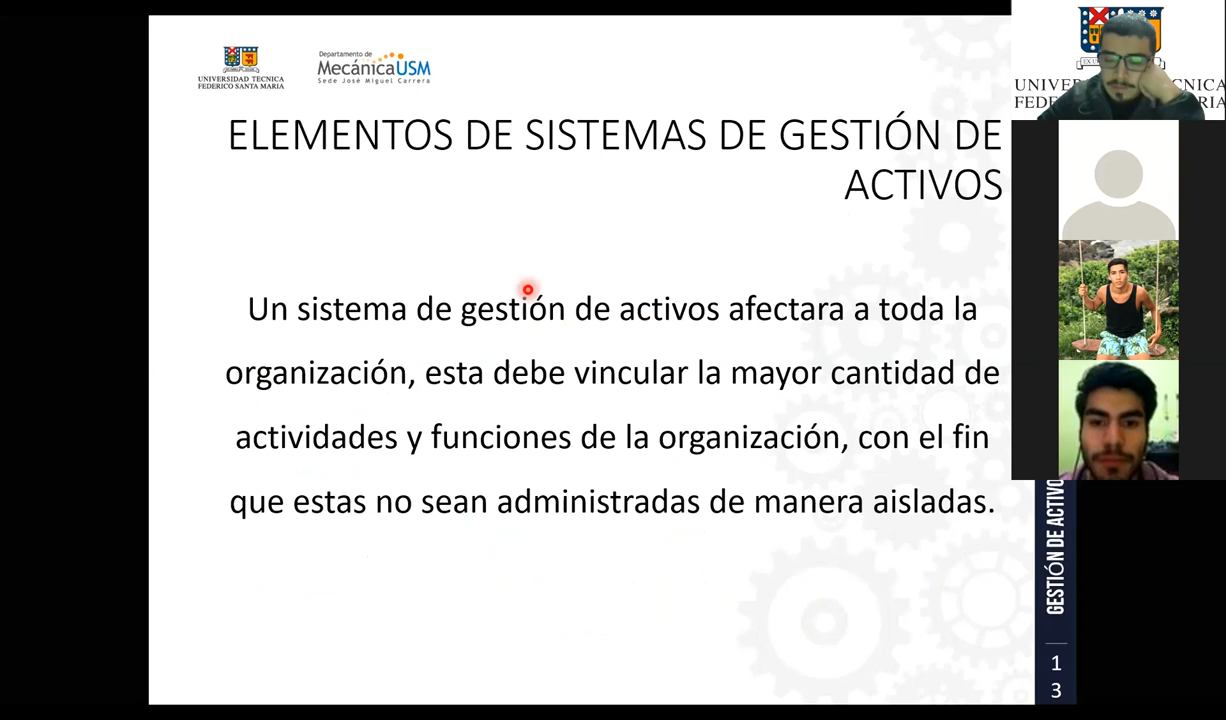 UNIVERSIDAD TECNICA
FEDERICO SANTA MARIA
Departamento de
MecánicaUSM
Sede José Miguel Carrera
ELEMENTOS DE SISTEMAS DE GESTIÓN DE
ACTIVOS
Un sistema de gestión de activos afectara a toda la
organización, esta debe vincular la mayor cantidad de
actividades y funciones de la organización, con el fin
que estas no sean administradas de manera aisladas.
GESTIÓN DE ACTIVO
1
3